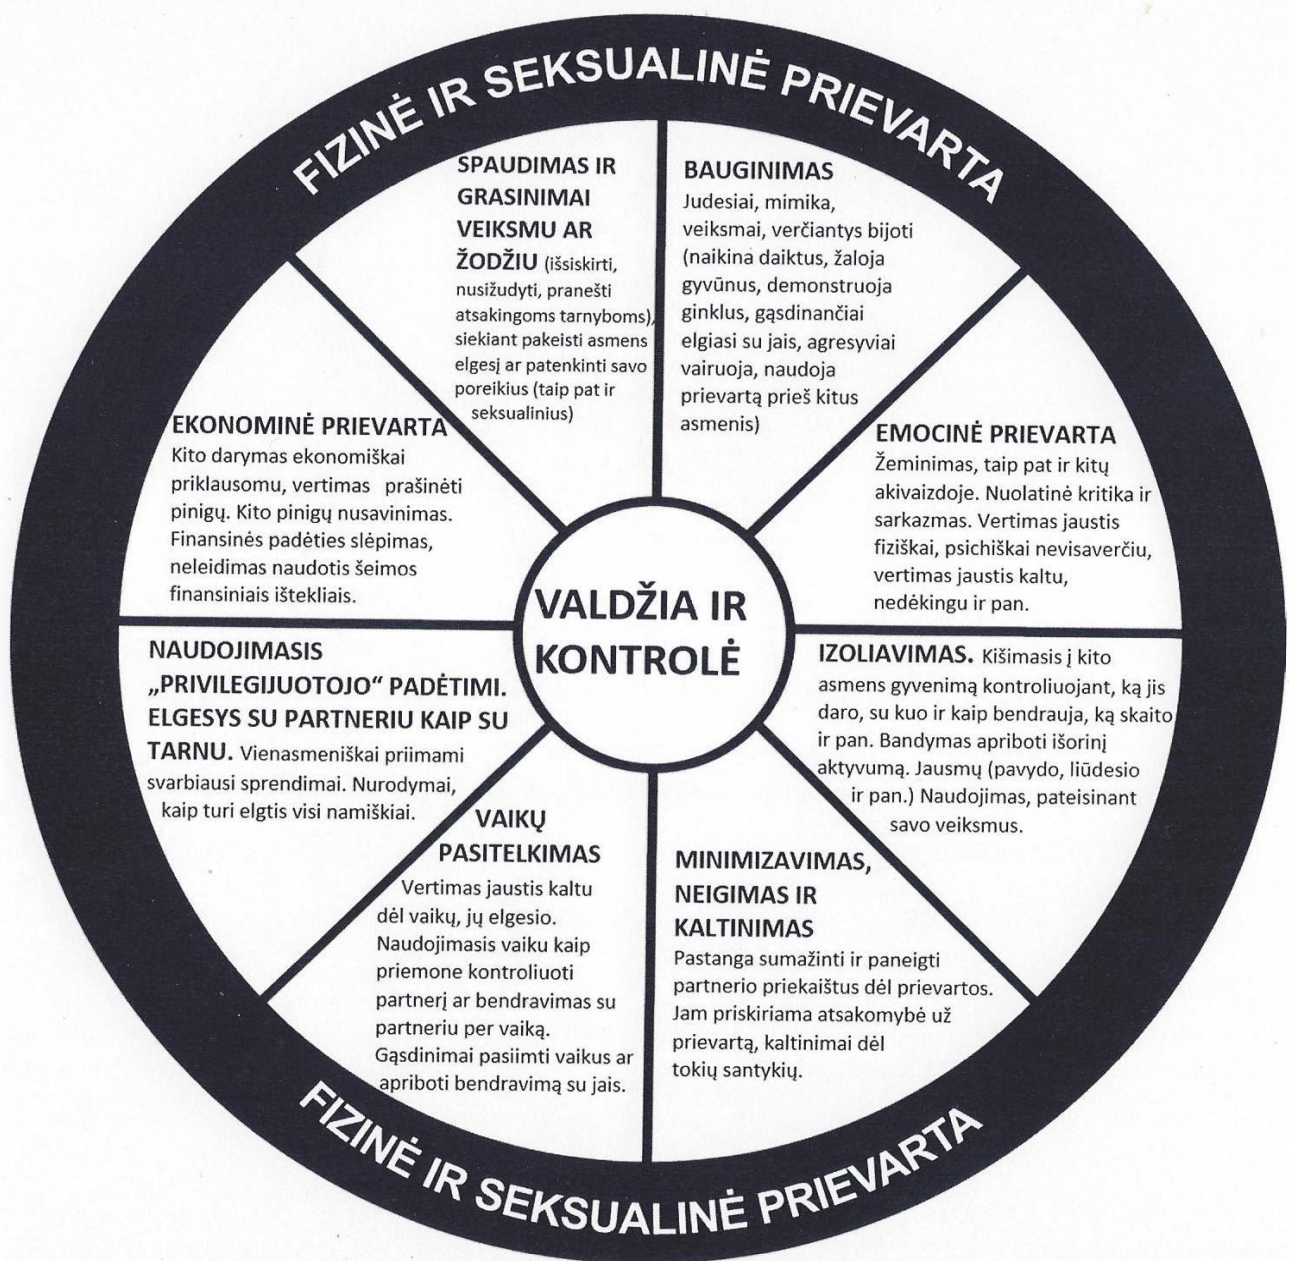 FIZINĖ IR SEKSUALINĖ PRIEVARTA
SPAUDIMAS IR
GRASINIMAI
VEIKSMU AR
ŽODŽIU (išsiskirti,
nusižudyti, pranešti
atsakingoms tarnyboms),
siekiant pakeisti asmens
elgesį ar patenkinti savo
poreikius (taip pat ir
seksualinius)
BAUGINIMAS
Judesiai, mimika,
veiksmai, verčiantys bijoti
(naikina daiktus, žaloja
gyvūnus, demonstruoja
ginklus, gąsdinančiai
elgiasi su jais, agresyviai
vairuoja, naudoja
prievartą prieš kitus
asmenis)
EMOCINĖ PRIEVARTA
Žeminimas, taip pat ir kitų
akivaizdoje. Nuolatinė kritika ir
sarkazmas. Vertimas jaustis
fiziškai, psichiškai nevisaverčiu,
vertimas jaustis kaltu,
nedėkingu ir pan.
IZOLIAVIMAS. Kišimasis į kito
asmens gyvenimą kontroliuojant, ką jis
daro, su kuo ir kaip bendrauja, ką skaito
ir pan. Bandymas apriboti išorinį
aktyvumą. Jausmų (pavydo, liūdesio
ir pan.) Naudojimas, pateisinant
savo veiksmus.
MINIMIZAVIMAS,
NEIGIMAS IR
KALTINIMAS
Pastanga sumažinti ir paneigti
partnerio priekaištus dėl prievartos.
Jam priskiriama atsakomybė už
prievartą, kaltinimai dėl
tokių santykių.
VAIKŲ
PASITELKIMAS
Vertimas jaustis kaltu
dėl vaikų, jų elgesio.
Naudojimasis vaiku kaip
priemone kontroliuoti
partnerį ar bendravimas su
partneriu per vaiką.
Gąsdinimai pasiimti vaikus ar
apriboti bendravimą su jais.
NAUDOJIMASIS
„PRIVILEGIJUOTOJO“ PADĖTIMI.
ELGESYS SU PARTNERIU KAIP SU
TARNU. Vienasmeniškai priimami
svarbiausi sprendimai. Nurodymai,
kaip turi elgtis visi namiškiai.
EKONOMINĖ PRIEVARTA
Kito darymas ekonomiškai
priklausomu, vertimas prašinėti
pinigų. Kito pinigų nusavinimas.
Finansinės padėties slėpimas,
neleidimas naudotis šeimos
finansiniais ištekliais.
VALDŽIA IR
KONTROLĖ
FIZINĖ IR SEKSUALINĖ PRIEVARTA